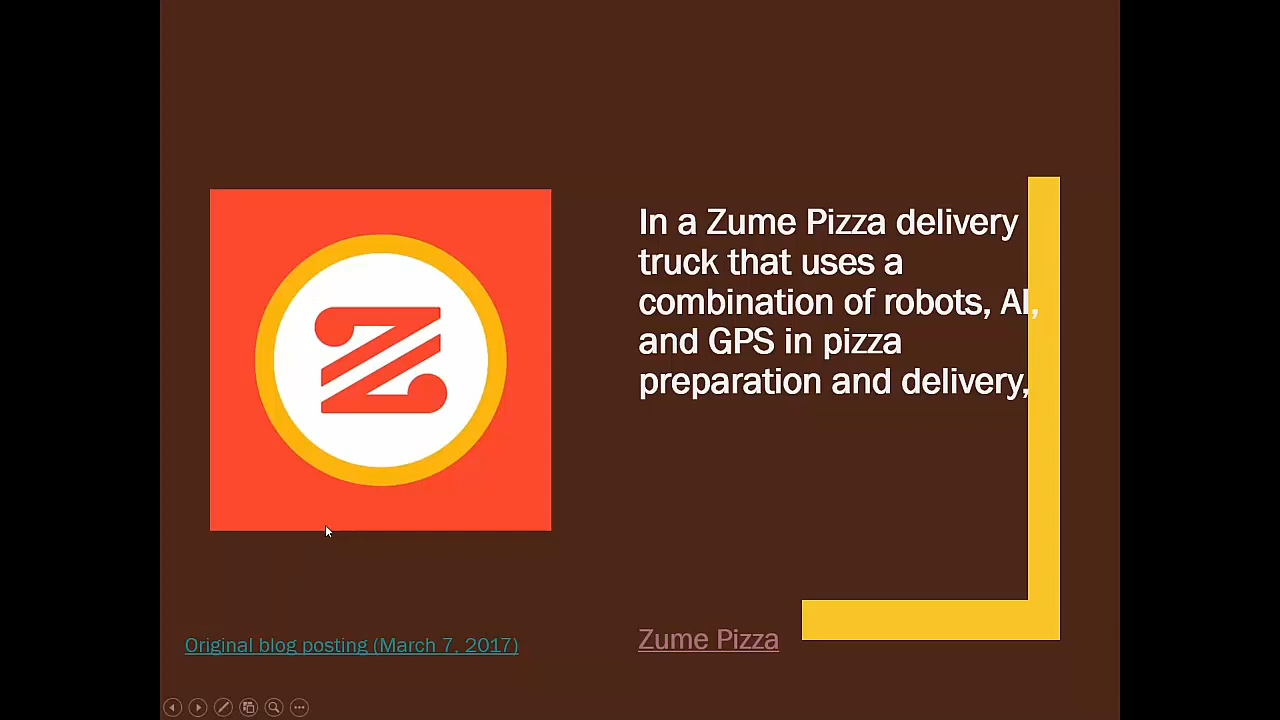 In a Zume Pizza delivery
truck that uses a
combination of robots, AI,
and GPS in pizza
preparation and delivery,
Original blog posting (March 7, 2017)
Zume Pizza